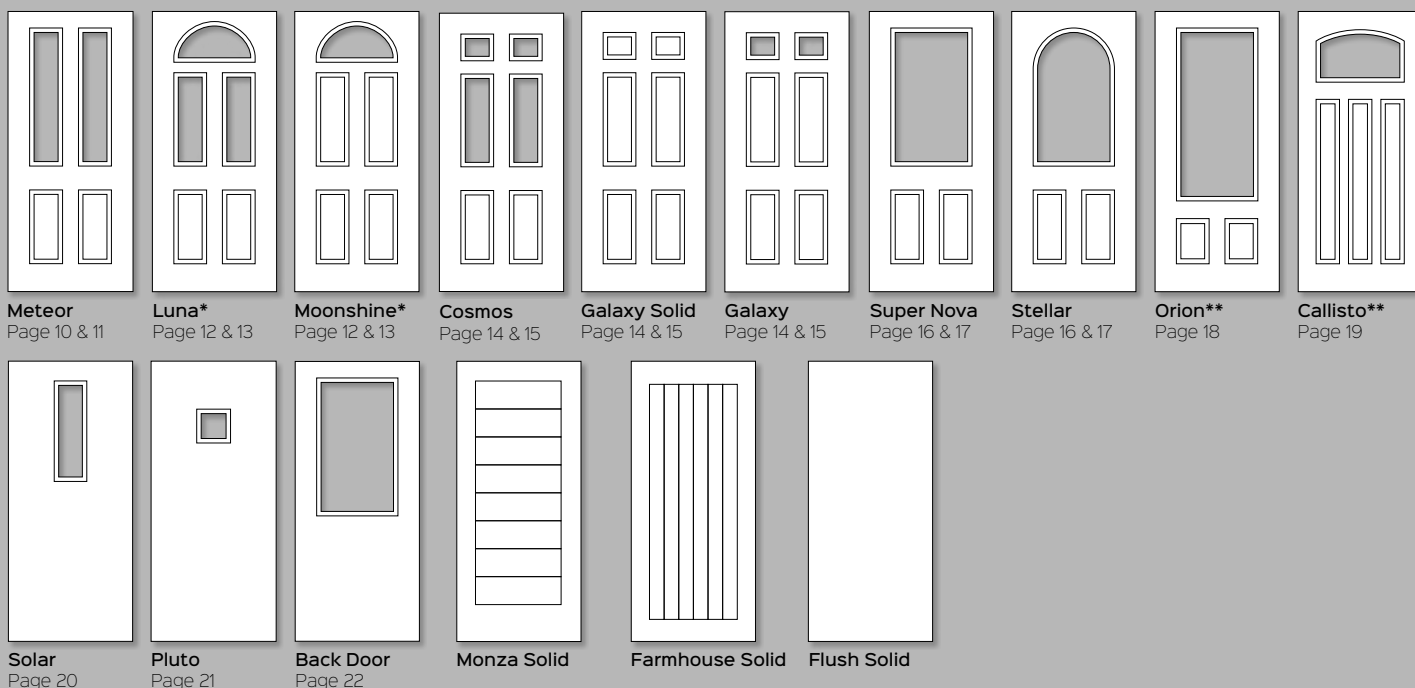 Meteor
Page 10 & 11
Luna*
Page 12 & 13
Moonshine*
Page 12 & 13
Cosmos
Page 14 & 15
Galaxy Solid
Page 14 & 15
Galaxy
Page 14 & 15
Super Nova
Page 16 & 17
Stellar
Page 16 & 17
Orion**
Page 18
Callisto**
Page 19
Solar
Page 20
Pluto
Page 21
Back Door
Page 22
Monza Solid
Farmhouse Solid
Flush Solid